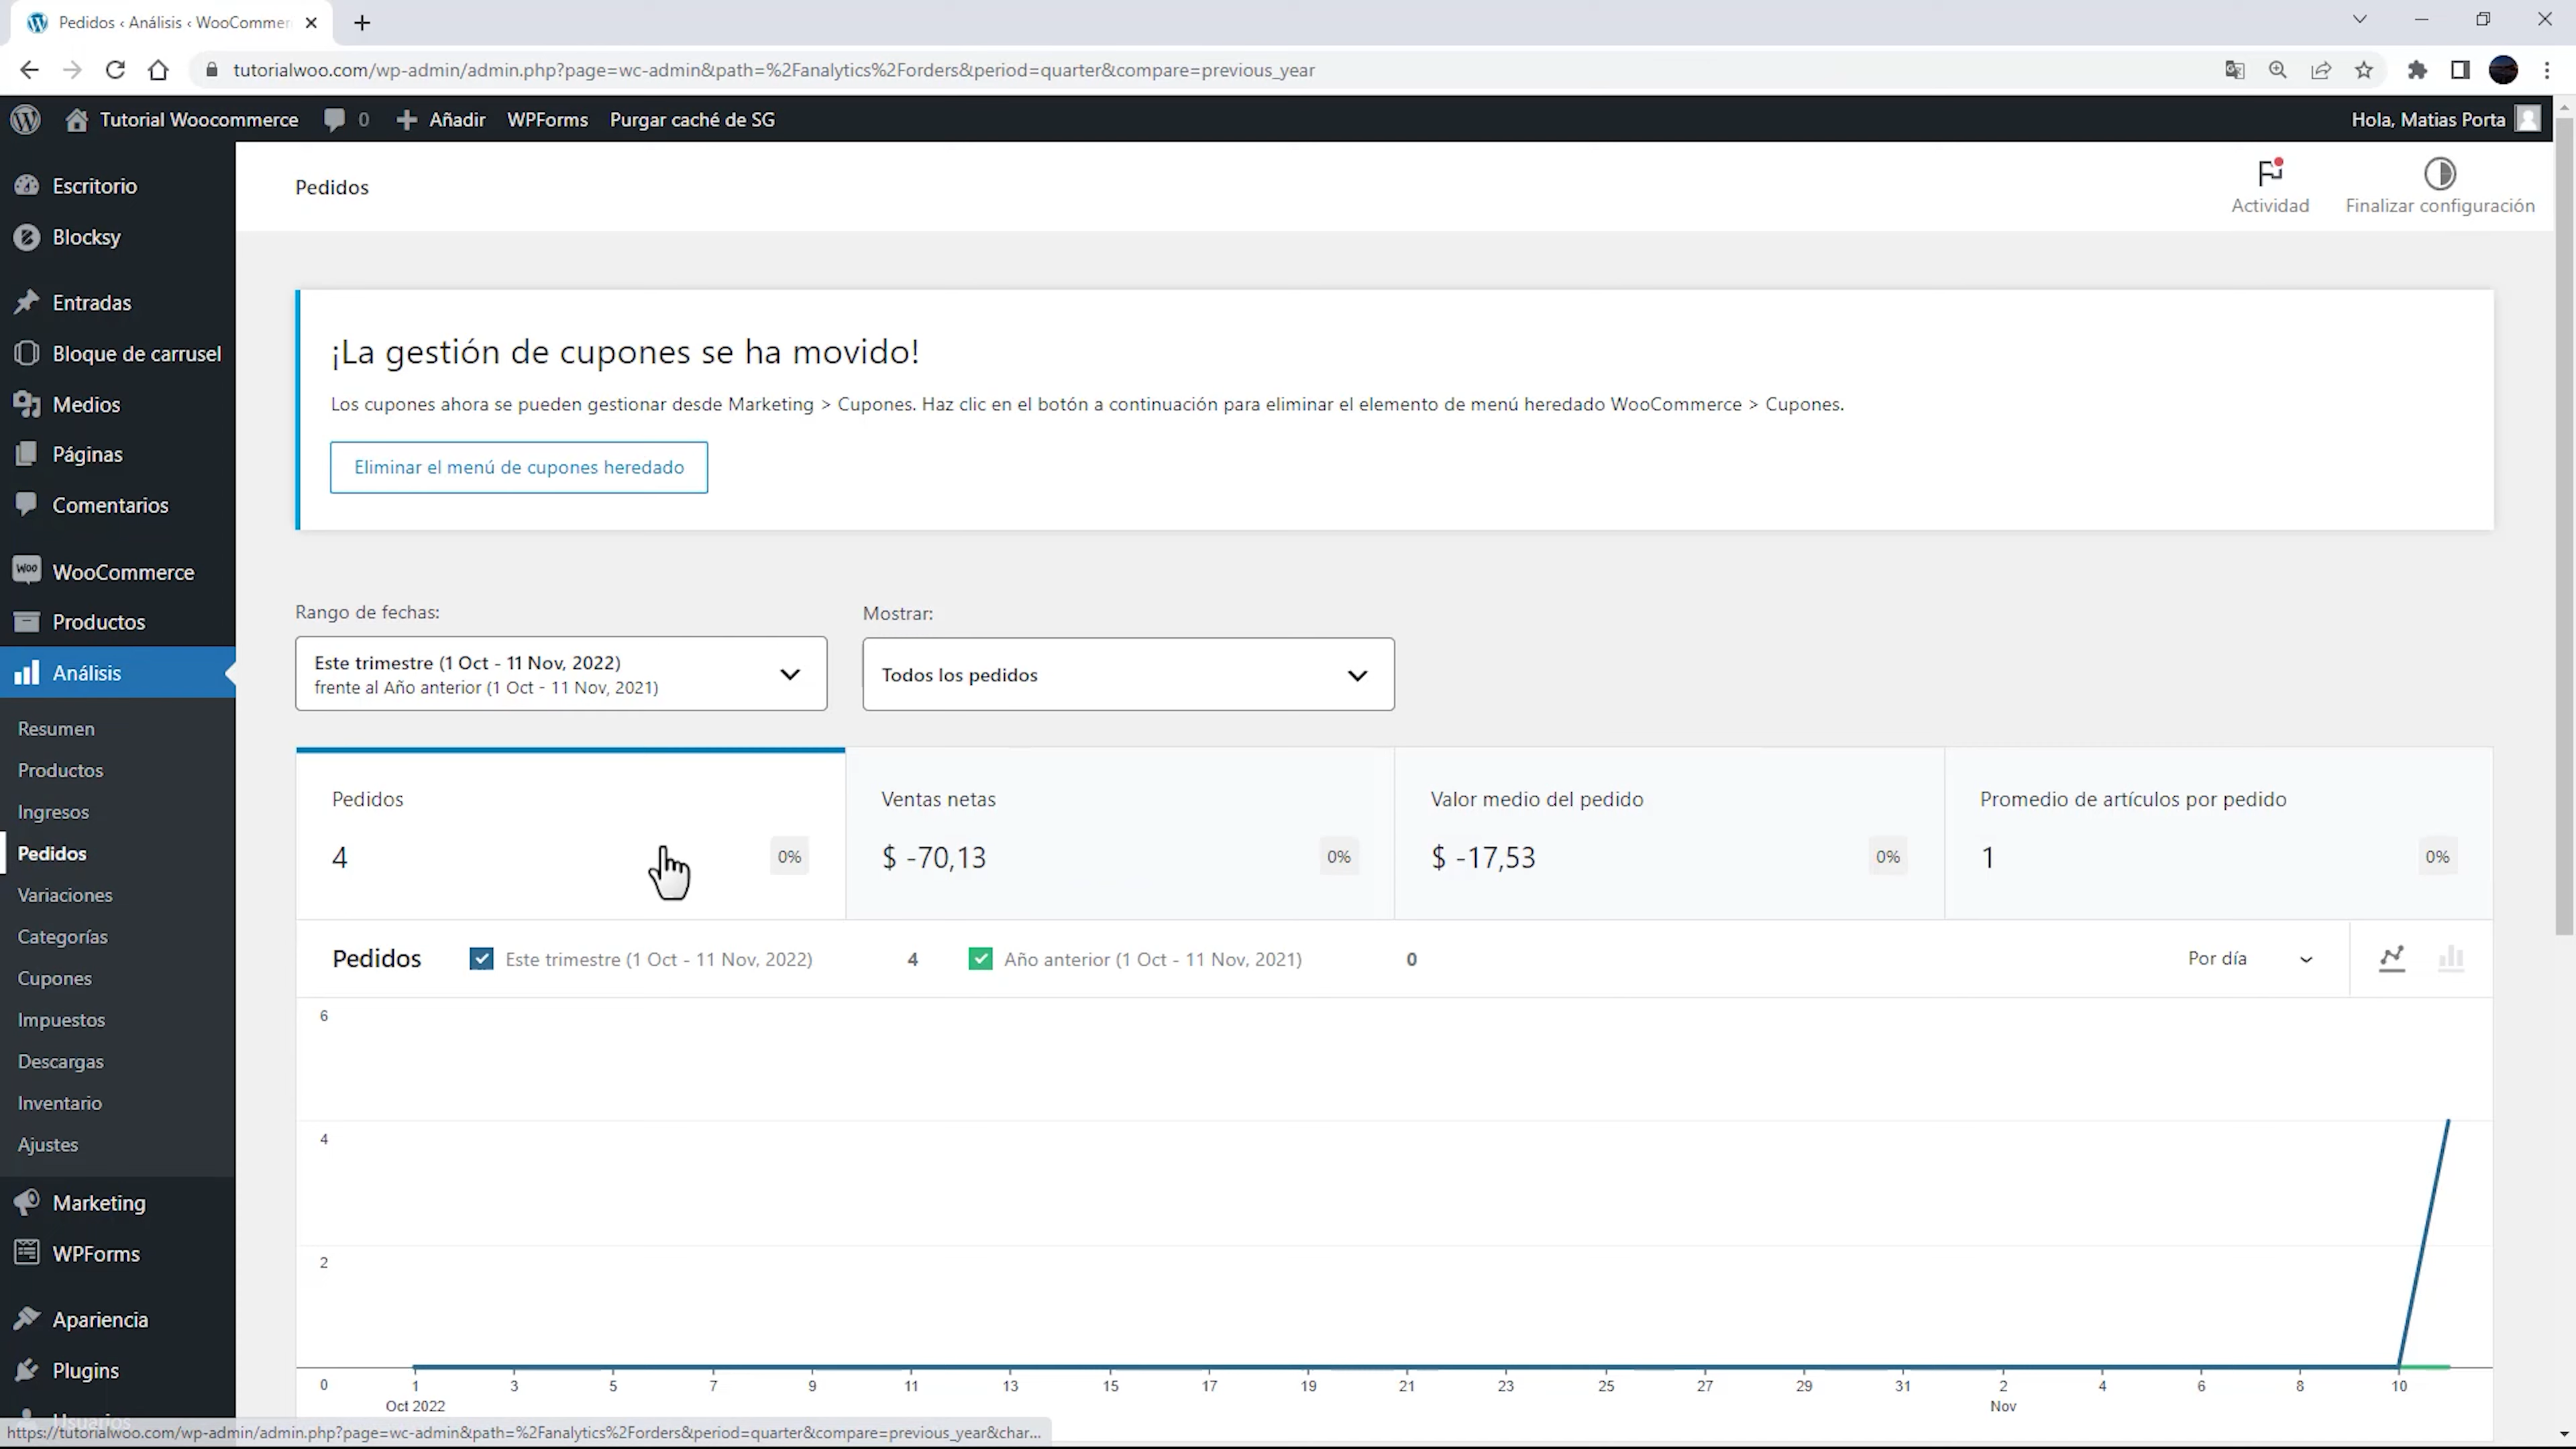 Pedidos ‹ Análisis ‹ WooCommer
tutorialwoo.com/wp-admin/admin.php?page=wc-admin&path=%2Fanalytics%2Forders&period=quarter&compare=previous_year
Tutorial Woocommerce
0
Añadir
WPForms
Purgar caché de SG
Hola, Matias Porta
Escritorio
Blocksy
Entradas
Bloque de carrusel
Medios
Páginas
Comentarios
Woo
WooCommerce
Productos
Análisis
Resumen
Productos
Ingresos
Pedidos
Variaciones
Categorías
Cupones
Impuestos
Descargas
Inventario
Ajustes
Marketing
WPForms
Apariencia
Plugins
Usuarios
Pedidos
Actividad
Finalizar configuración
¡La gestión de cupones se ha movido!
Los cupones ahora se pueden gestionar desde Marketing > Cupones. Haz clic en el botón a continuación para eliminar el elemento de menú heredado WooCommerce > Cupones.
Eliminar el menú de cupones heredado
Rango de fechas:
Este trimestre (1 Oct - 11 Nov, 2022)
frente al Año anterior (1 Oct - 11 Nov, 2021)
Mostrar:
Todos los pedidos
Pedidos
4
0%
Ventas netas
$ -70,13
0%
Valor medio del pedido
$ -17,53
0%
Promedio de artículos por pedido
1
0%
Pedidos
Este trimestre (1 Oct - 11 Nov, 2022)
4
Año anterior (1 Oct - 11 Nov, 2021)
0
Por día
6
4
2
0
1 3 5 7 9 11 13 15 17 19 21 23 25 27 29 31 2 4 6 8 10
Oct 2022
Nov
https://tutorialwoo.com/wp-admin/admin.php?page=wc-admin&path=%2Fanalytics%2Forders&period=quarter&compare=previous_year&char...